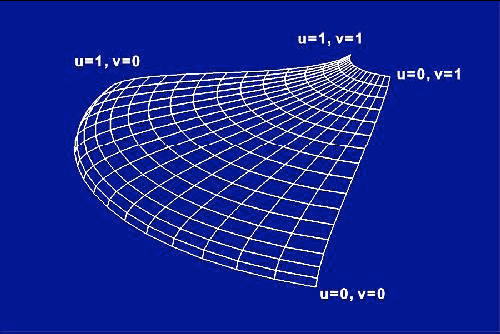 u=1, v=1
u=1, v=0
u=0, v=1
u=0, v=0